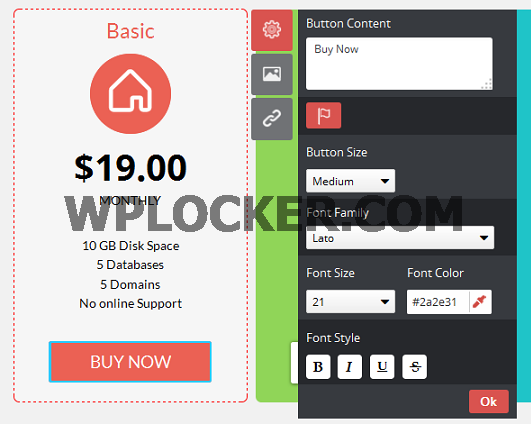 Basic
$19.00
MONTHLY
10 GB Disk Space
5 Databases
5 Domains
No online Support
BUY NOW
WPLOCKER.COM
Button Content
Buy Now
Button Size
Medium
Font Family
Lato
Font Size
Font Color
21
#2a2e31
Font Style
B I U S
Ok